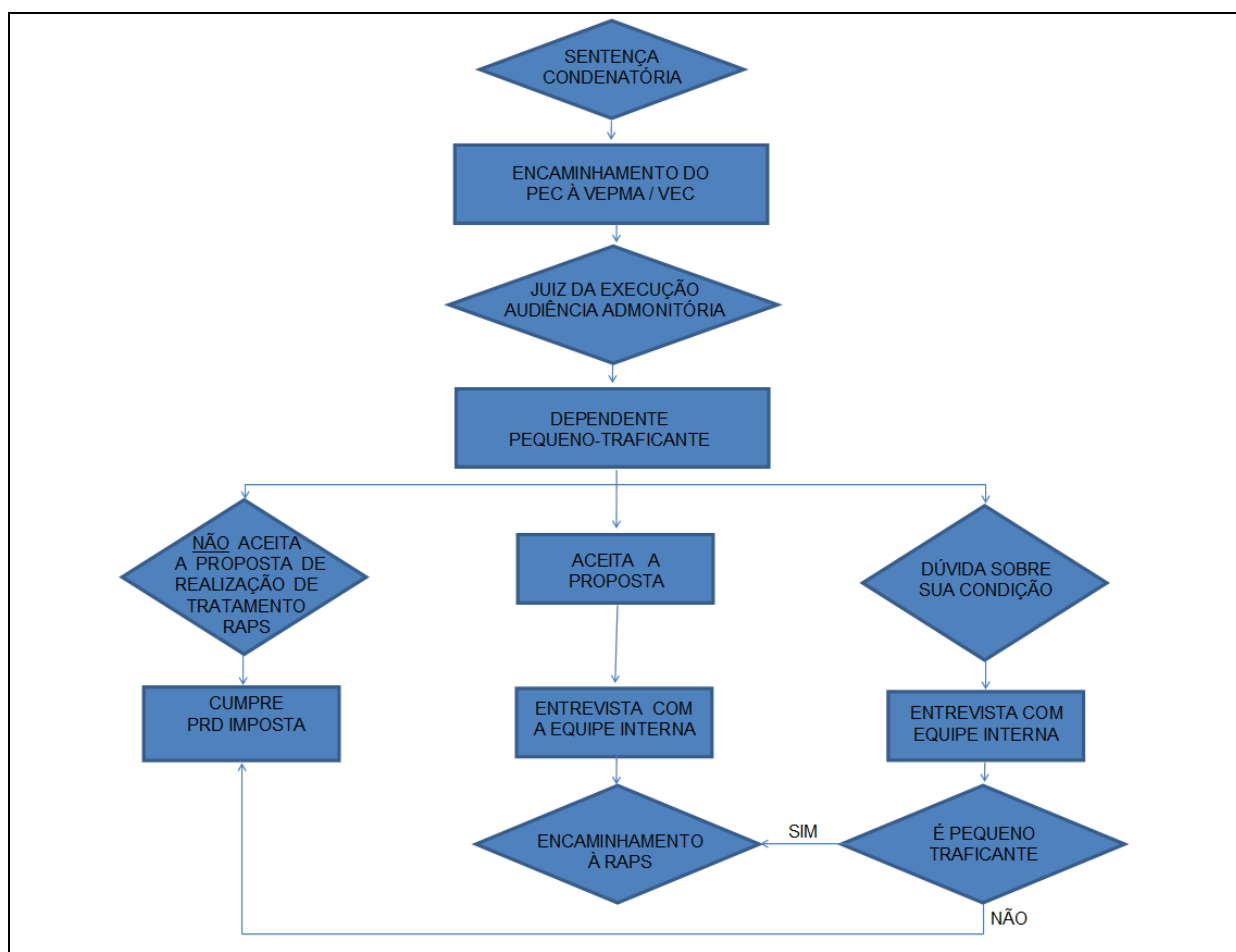 SENTENÇA
CONDENATÓRIA
ENCAMINHAMENTO DO
PEC À VEPMA / VEC
JUIZ DA EXECUÇÃO
AUDIÊNCIA ADMONITÓRIA
DEPENDENTE
PEQUENO-TRAFICANTE
NÃO ACEITA
A PROPOSTA DE
REALIZAÇÃO DE
TRATAMENTO
RAPS
ACEITA A
PROPOSTA
DÚVIDA SOBRE
SUA CONDIÇÃO
CUMPRE
PRD IMPOSTA
ENTREVISTA COM
A EQUIPE INTERNA
ENTREVISTA COM
EQUIPE INTERNA
ENCAMINHAMENTO
À RAPS
SIM
É PEQUENO
TRAFICANTE
NÃO